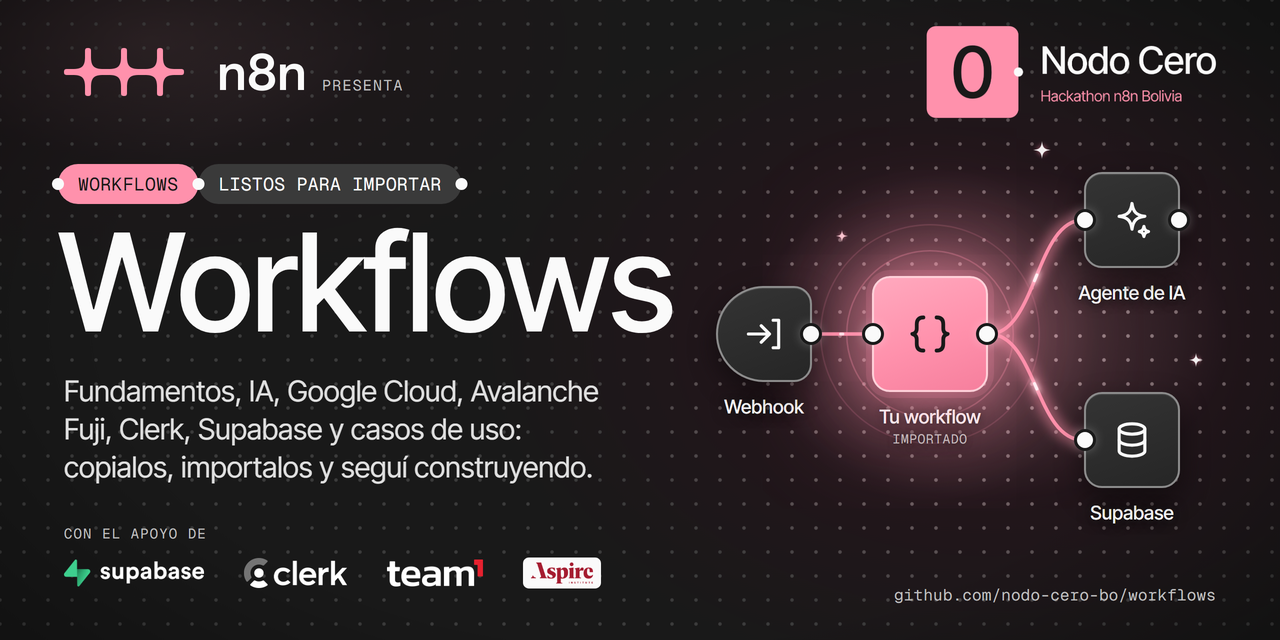 n8n PRESENTA
0 Nodo Cero
Hackathon n8n Bolivia
WORKFLOWS LISTOS PARA IMPORTAR
Workflows
Fundamentos, IA, Google Cloud, Avalanche
Fuji, Clerk, Supabase y casos de uso:
copialos, importalos y seguí construyendo.
Webhook
{ }
Tu workflow
IMPORTADO
Agente de IA
Supabase
CON EL APOYO DE
supabase clerk team1 Aspire
INSTITUTE
github.com/nodo-cero-bo/workflows